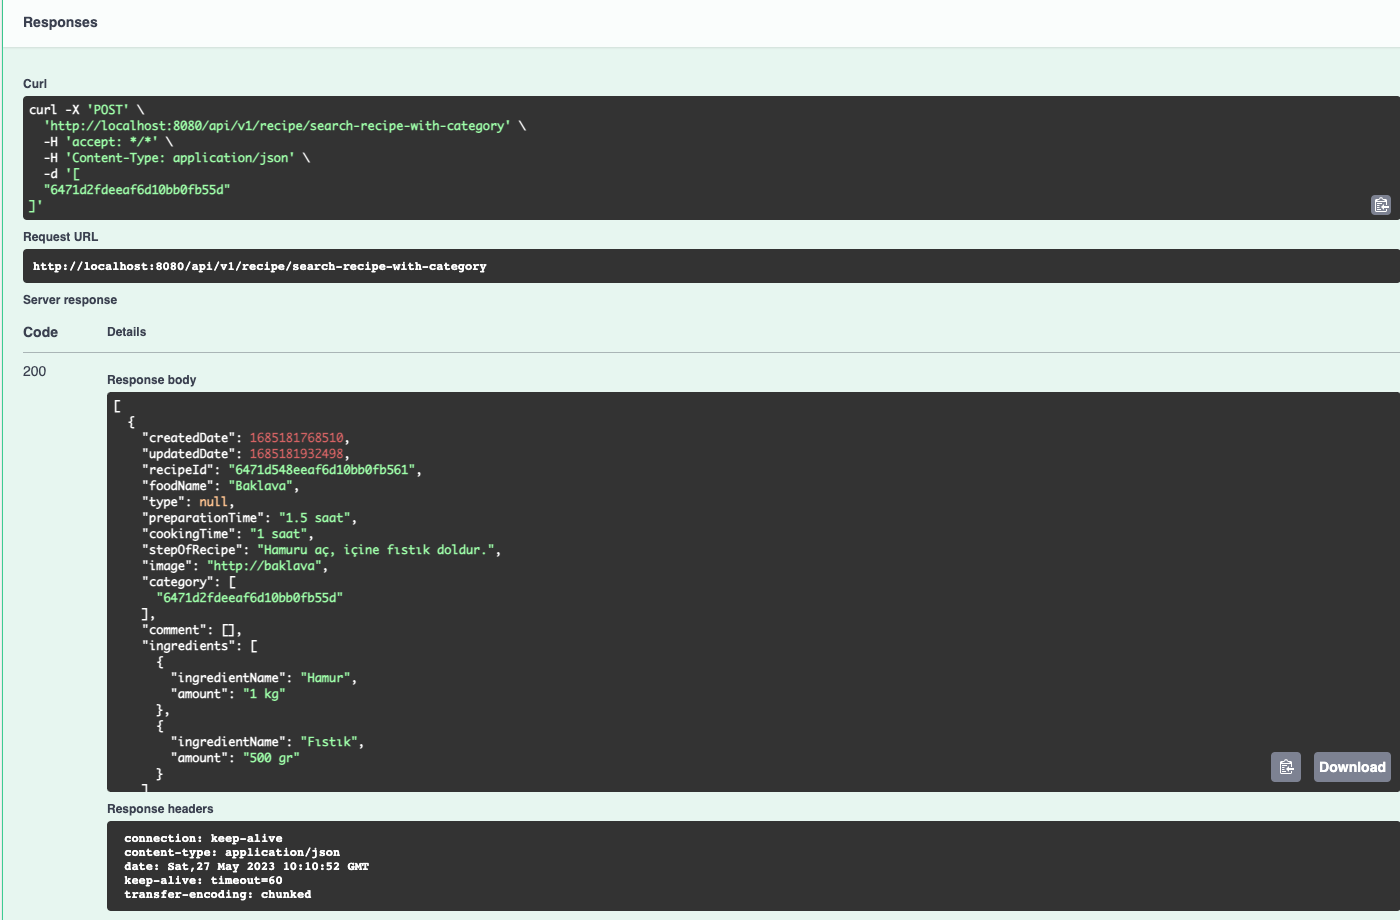 Responses
Curl
curl -X 'POST' \
  'http://localhost:8080/api/v1/recipe/search-recipe-with-category' \
  -H 'accept: */*' \
  -H 'Content-Type: application/json' \
  -d '[
  "6471d2fdeeaf6d10bb0fb55d"
]'
Request URL
http://localhost:8080/api/v1/recipe/search-recipe-with-category
Server response
Code Details
200
Response body
[
  {
    "createdDate": 1685181768510,
    "updatedDate": 1685181932498,
    "recipeId": "6471d548eeaf6d10bb0fb561",
    "foodName": "Baklava",
    "type": null,
    "preparationTime": "1.5 saat",
    "cookingTime": "1 saat",
    "stepOfRecipe": "Hamuru aç, içine fıstık doldur.",
    "image": "http://baklava",
    "category": [
      "6471d2fdeeaf6d10bb0fb55d"
    ],
    "comment": [],
    "ingredients": [
      {
        "ingredientName": "Hamur",
        "amount": "1 kg"
      },
      {
        "ingredientName": "Fıstık",
        "amount": "500 gr"
      }
    ]
Download
Response headers
connection: keep-alive
content-type: application/json
date: Sat,27 May 2023 10:10:52 GMT
keep-alive: timeout=60
transfer-encoding: chunked